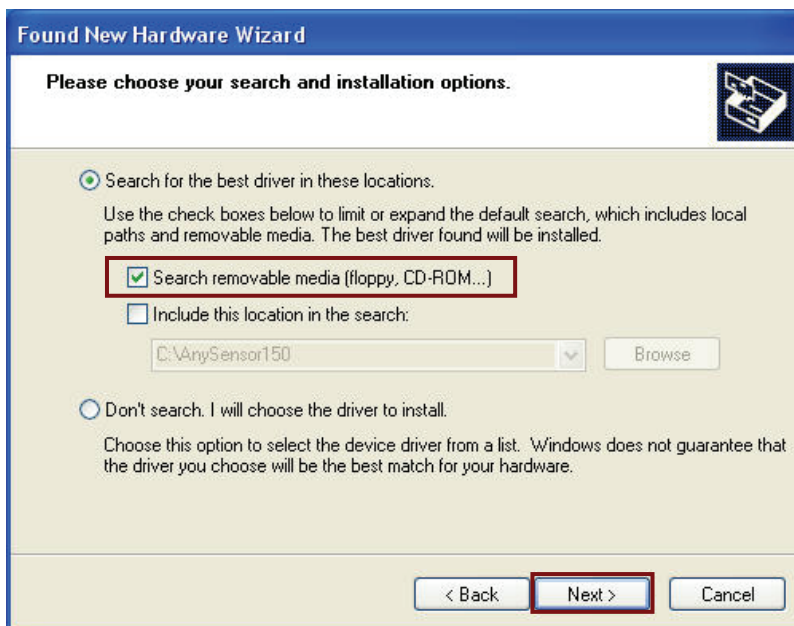 Found New Hardware Wizard
Please choose your search and installation options.
Search for the best driver in these locations.
Use the check boxes below to limit or expand the default search, which includes local
paths and removable media. The best driver found will be installed.
Search removable media (floppy, CD-ROM...)
Include this location in the search:
C:\AnySensor150
Browse
Don't search. I will choose the driver to install.
Choose this option to select the device driver from a list. Windows does not guarantee that
the driver you choose will be the best match for your hardware.
< Back Next > Cancel